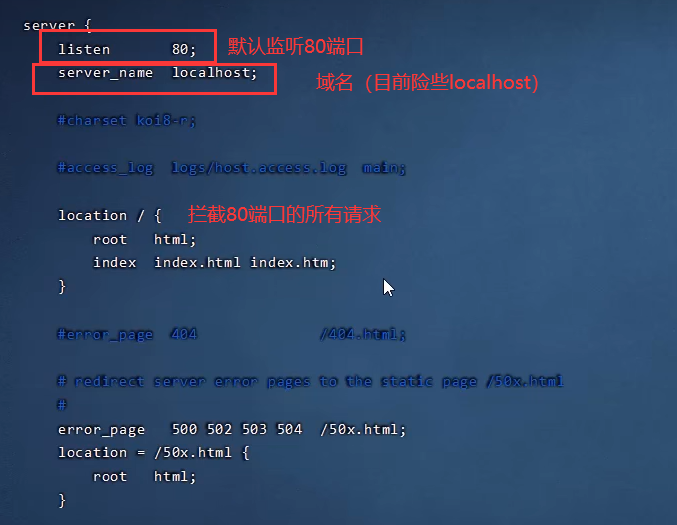 server {
listen 80; 默认监听80端口
server_name localhost; 域名（目前险些localhost）
#charset koi8-r;
#access_log logs/host.access.log main;
location / { 拦截80端口的所有请求
root html;
index index.html index.htm;
}
#error_page 404 /404.html;
# redirect server error pages to the static page /50x.html
#
error_page 500 502 503 504 /50x.html;
location = /50x.html {
root html;
}